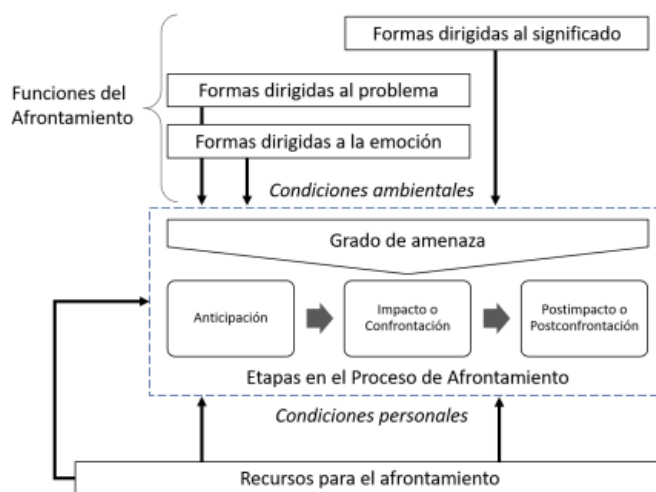 Formas dirigidas al significado
Funciones del
Afrontamiento
Formas dirigidas al problema
Formas dirigidas a la emoción
Condiciones ambientales
Grado de amenaza
Anticipación
Impacto o
Confrontación
Postimpacto o
Postconfrontación
Etapas en el Proceso de Afrontamiento
Condiciones personales
Recursos para el afrontamiento